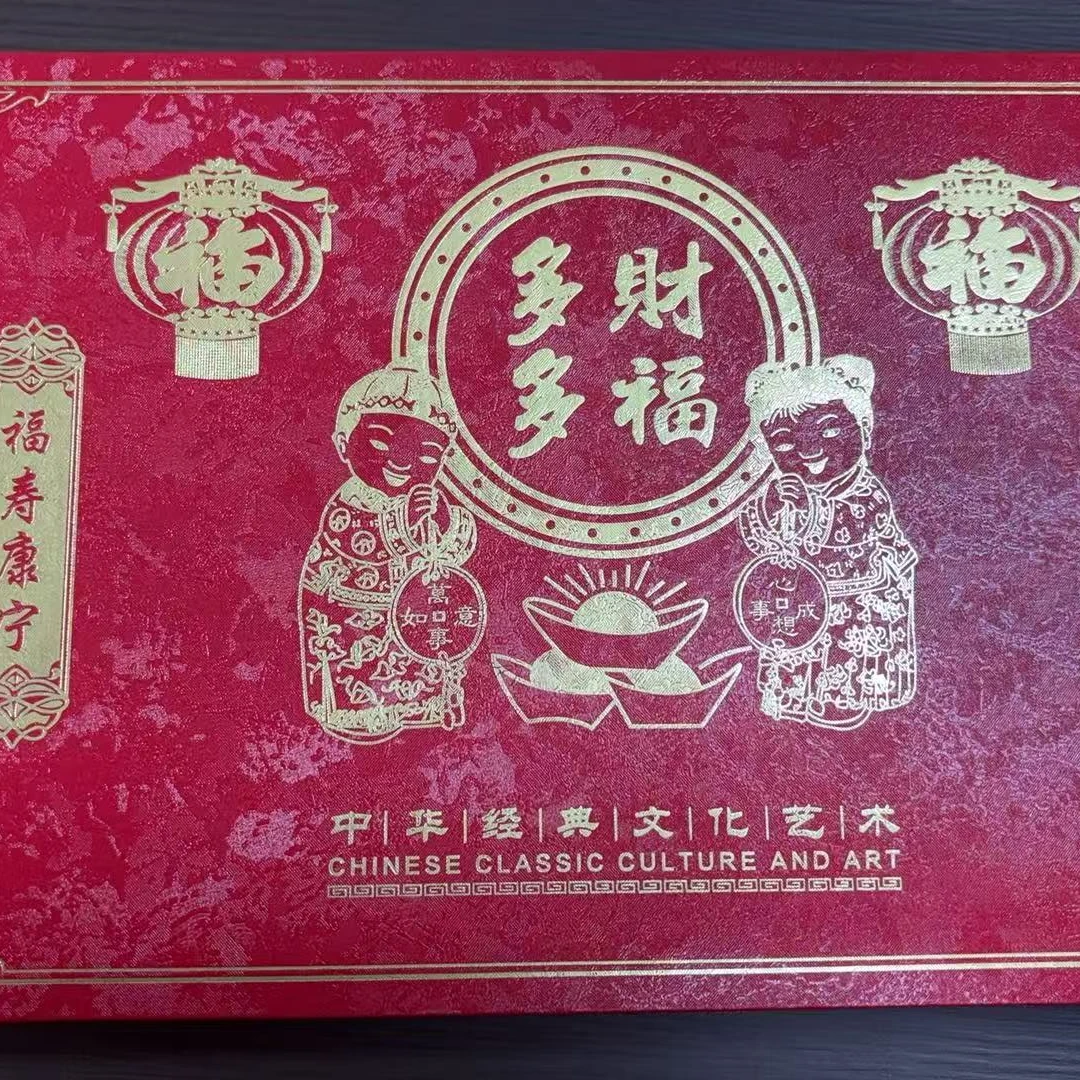 福
福
多財
多福
福寿康宁
萬事如意
心想事成
中|华|经|典|文|化|艺|术
CHINESE CLASSIC CULTURE AND ART